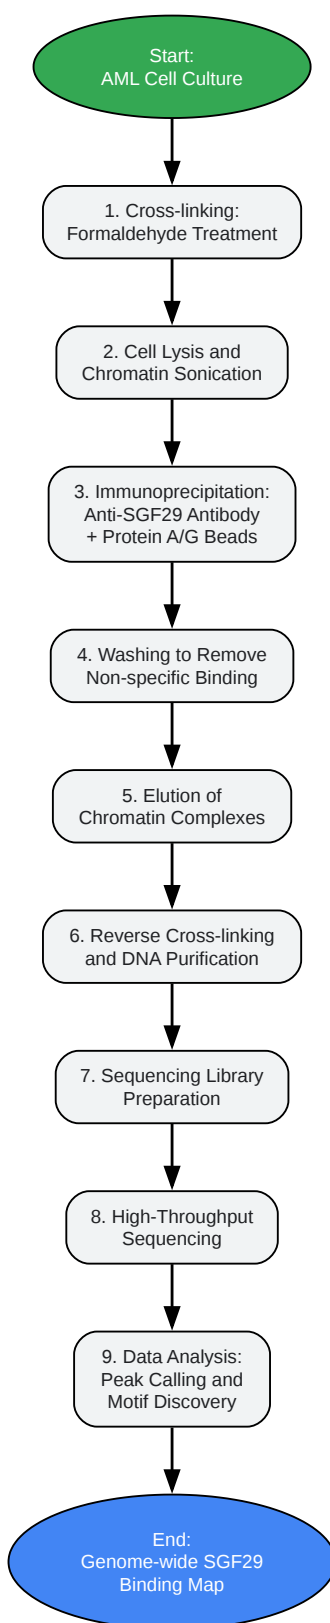 Start:
AML Cell Culture
1. Cross-linking:
Formaldehyde Treatment
2. Cell Lysis and
Chromatin Sonication
3. Immunoprecipitation:
Anti-SGF29 Antibody
+ Protein A/G Beads
4. Washing to Remove
Non-specific Binding
5. Elution of
Chromatin Complexes
6. Reverse Cross-linking
and DNA Purification
7. Sequencing Library
Preparation
8. High-Throughput
Sequencing
9. Data Analysis:
Peak Calling and
Motif Discovery
End:
Genome-wide SGF29
Binding Map